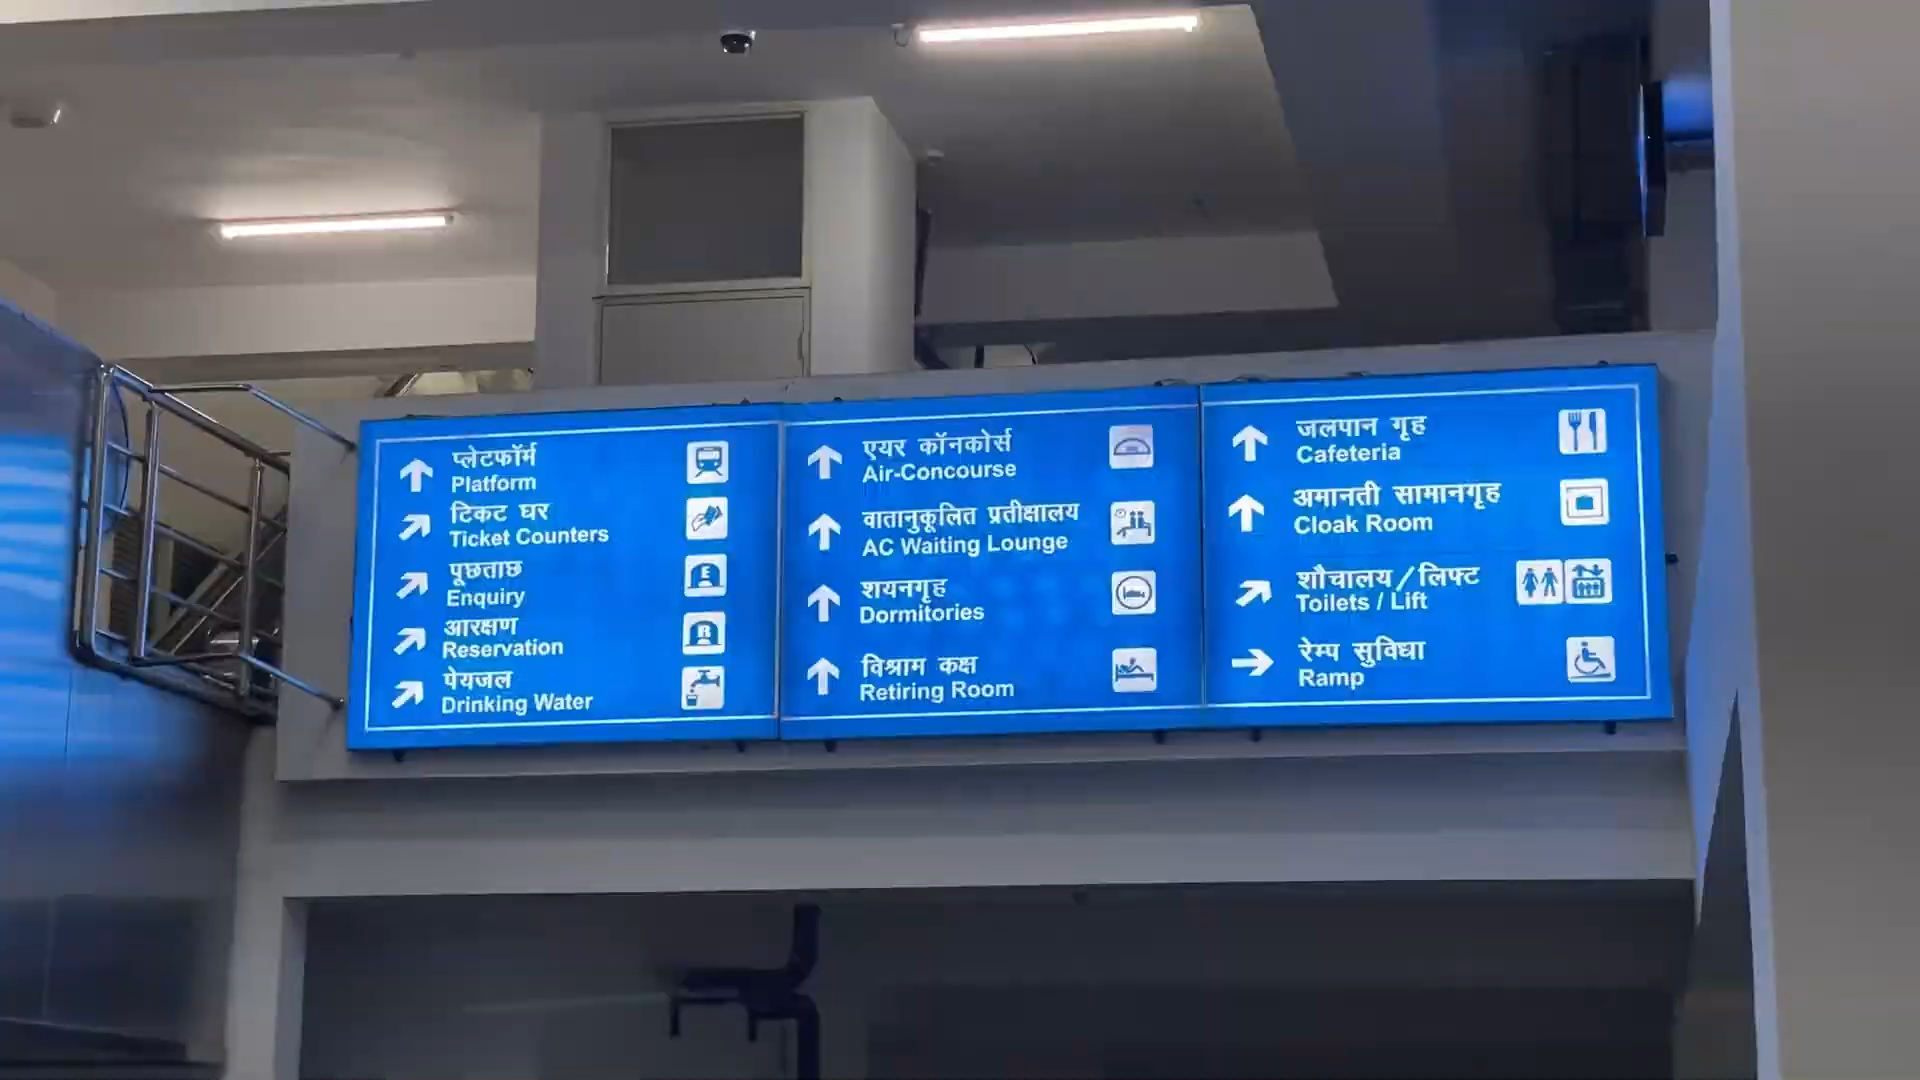 प्लेटफॉर्म
Platform
टिकट घर
Ticket Counters
पूछताछ
Enquiry
E
आरक्षण
Reservation
R
पेयजल
Drinking Water
एयर कॉनकोर्स
Air-Concourse
वातानुकूलित प्रतीक्षालय
AC Waiting Lounge
शयनगृह
Dormitories
विश्राम कक्ष
Retiring Room
जलपान गृह
Cafeteria
अमानती सामानगृह
Cloak Room
शौचालय/लिफ्ट
Toilets / Lift
रेम्प सुविधा
Ramp